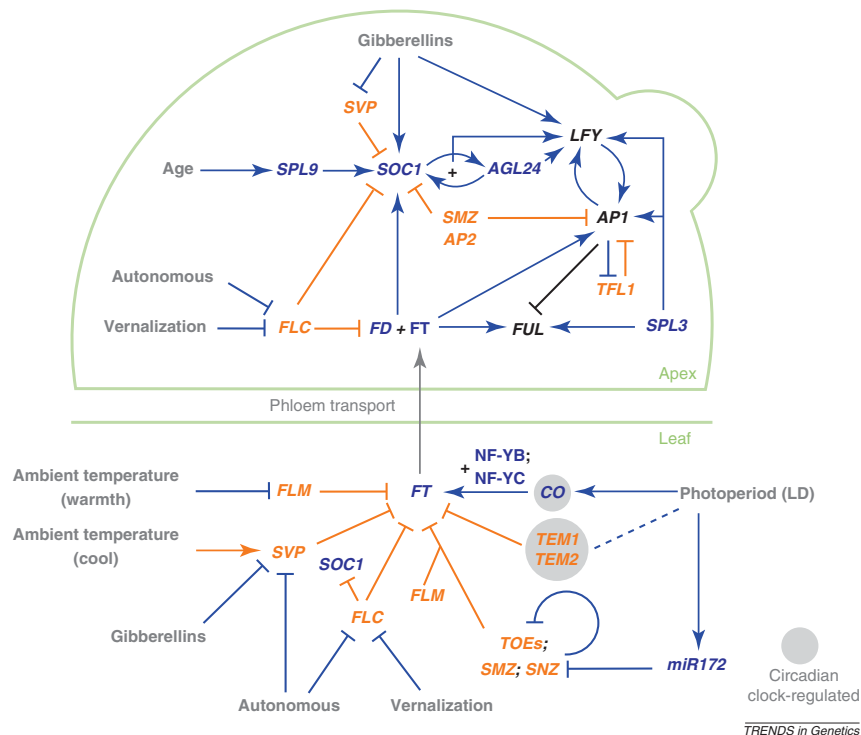 Gibberellins
SVP
LFY
Age
SPL9
SOC1
+
AGL24
SMZ
AP2
AP1
Autonomous
TFL1
Vernalization
FLC
FD + FT
FUL
SPL3
Apex
Phloem transport
Leaf
NF-YB;
+
NF-YC
Ambient temperature
(warmth)
FLM
FT
CO
Photoperiod (LD)
Ambient temperature
(cool)
SVP
SOC1
TEM1
TEM2
FLM
FLC
Gibberellins
TOEs;
SMZ; SNZ
miR172
Autonomous
Vernalization
Circadian
clock-regulated
TRENDS in Genetics